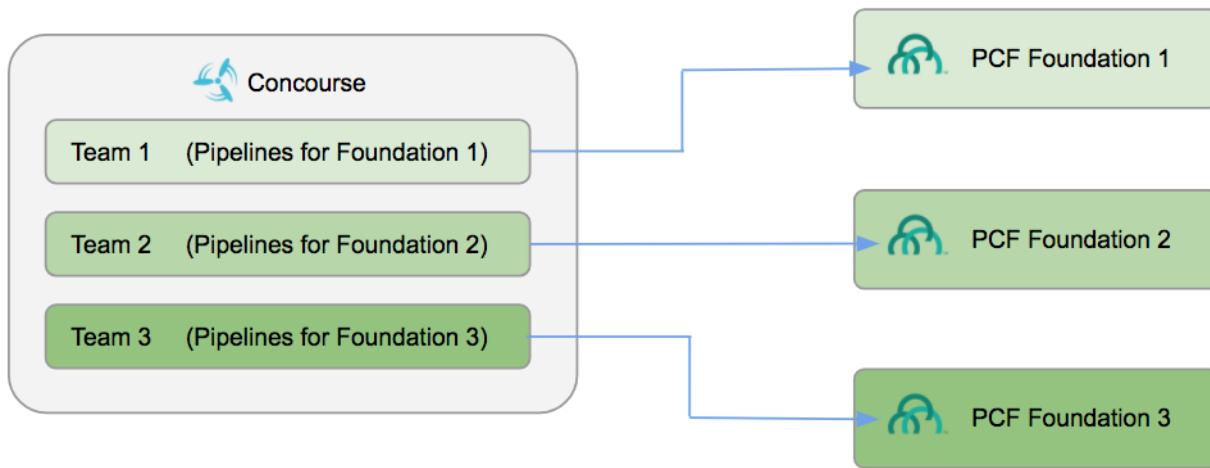 Concourse
Team 1 (Pipelines for Foundation 1)
Team 2 (Pipelines for Foundation 2)
Team 3 (Pipelines for Foundation 3)
PCF Foundation 1
PCF Foundation 2
PCF Foundation 3